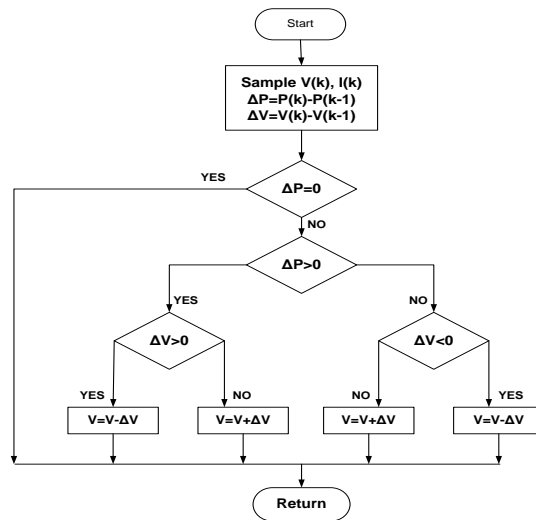 Start
Sample V(k), I(k)
ΔP=P(k)-P(k-1)
ΔV=V(k)-V(k-1)
YES
ΔP=0
NO
ΔP>0
YES
NO
ΔV>0
ΔV<0
YES
NO
NO
YES
V=V-ΔV
V=V+ΔV
V=V+ΔV
V=V-ΔV
Return